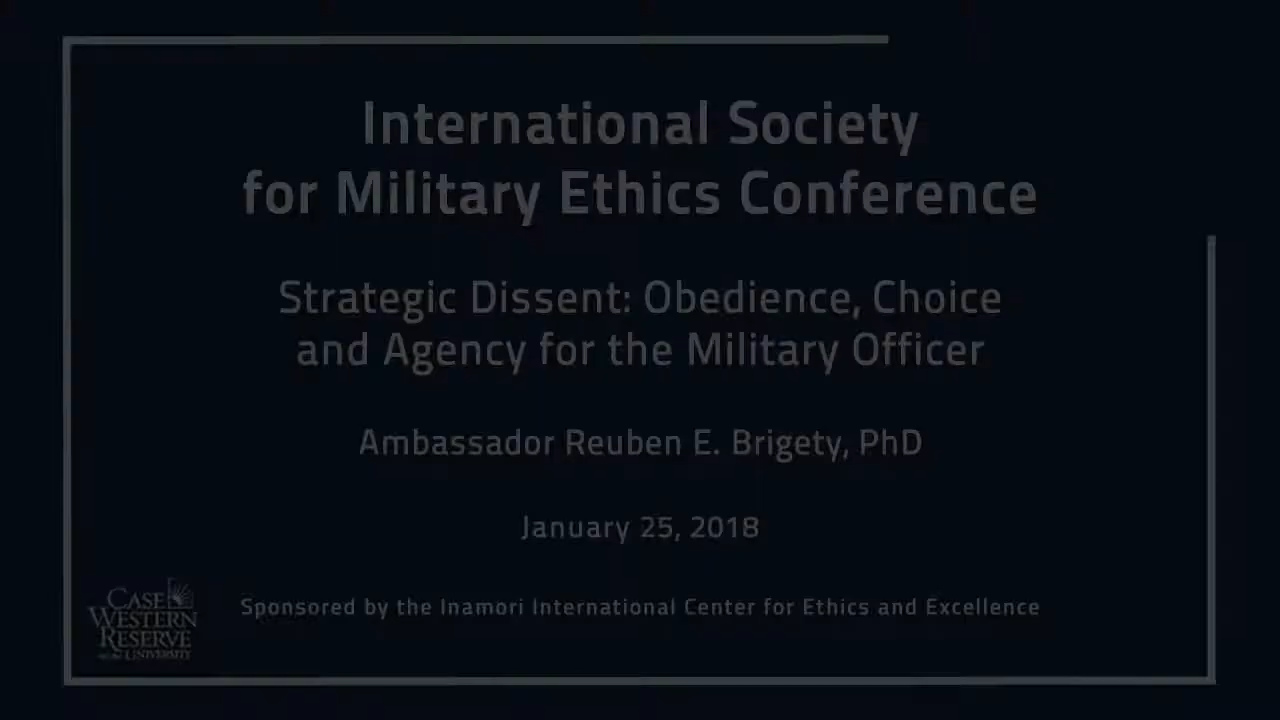 International Society
for Military Ethics Conference
Strategic Dissent: Obedience, Choice
and Agency for the Military Officer
Ambassador Reuben E. Brigety, PhD
January 25, 2018
Sponsored by the Inamori International Center for Ethics and Excellence
CASE
WESTERN
RESERVE
UNIVERSITY